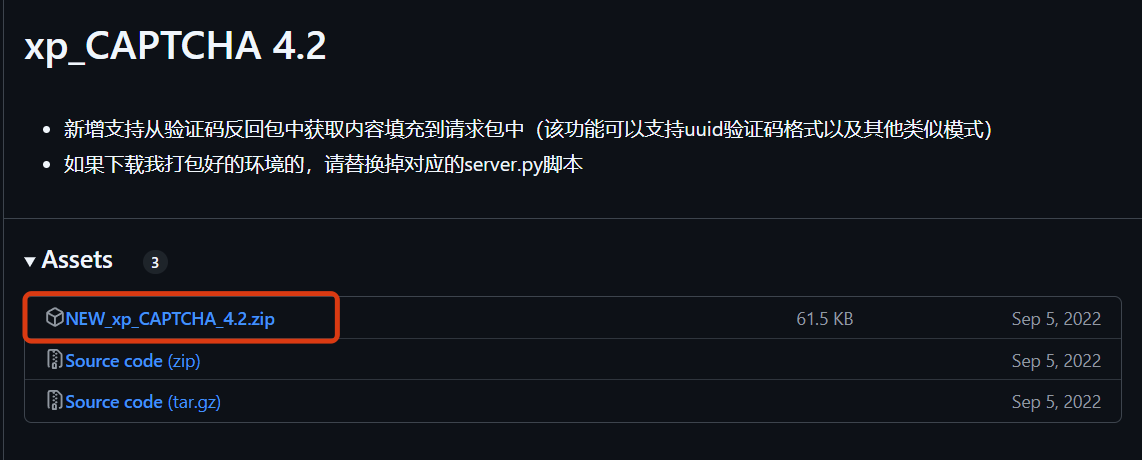 xp_CAPTCHA 4.2
新增支持从验证码反回包中获取内容填充到请求包中（该功能可以支持uuid验证码格式以及其他类似模式）
如果下载我打包好的环境的，请替换掉对应的server.py脚本
Assets 3
NEW_xp_CAPTCHA_4.2.zip 61.5 KB Sep 5, 2022
Source code (zip) Sep 5, 2022
Source code (tar.gz) Sep 5, 2022